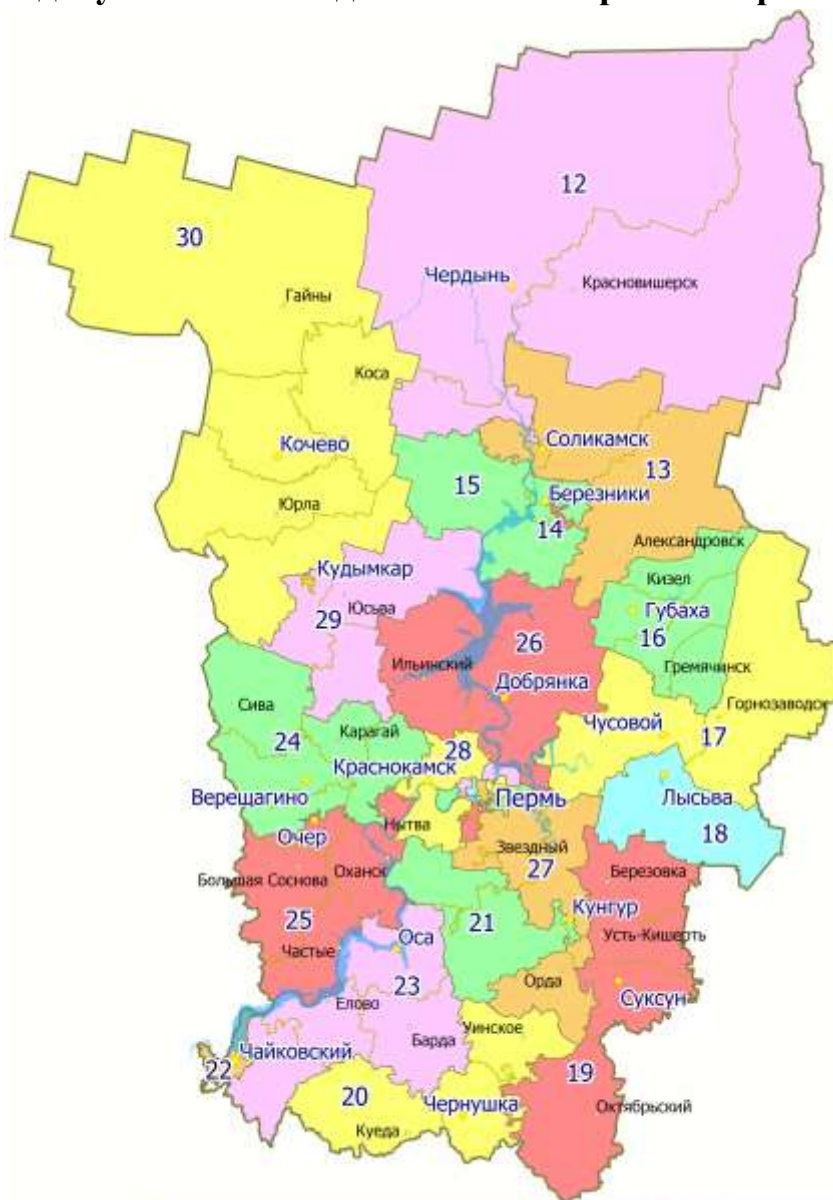 12
30
Чердынь
Красновишерск
Гайны
Коса
Кочево
Соликамск
13
15
Березники
Юрла
14
Александровск
Кудымкар
Кизел
29
Юсьва
Губаха
16
26
Ильинский
Гремячинск
Добрянка
Сива
Горнозаводск
Чусовой
17
24
Карагай
28
Краснокамск
Верещагино
Пермь
Лысьва
Очер
Нытва
18
Звездный
Большая Соснова
Оханск
27
Березовка
25
21
Кунгур
Оса
Усть-Кишерть
Частые
23
Орда
Суксун
Елово
Уинское
Барда
Чайковский
22
20
19
Чернушка
Октябрьский
Куеда